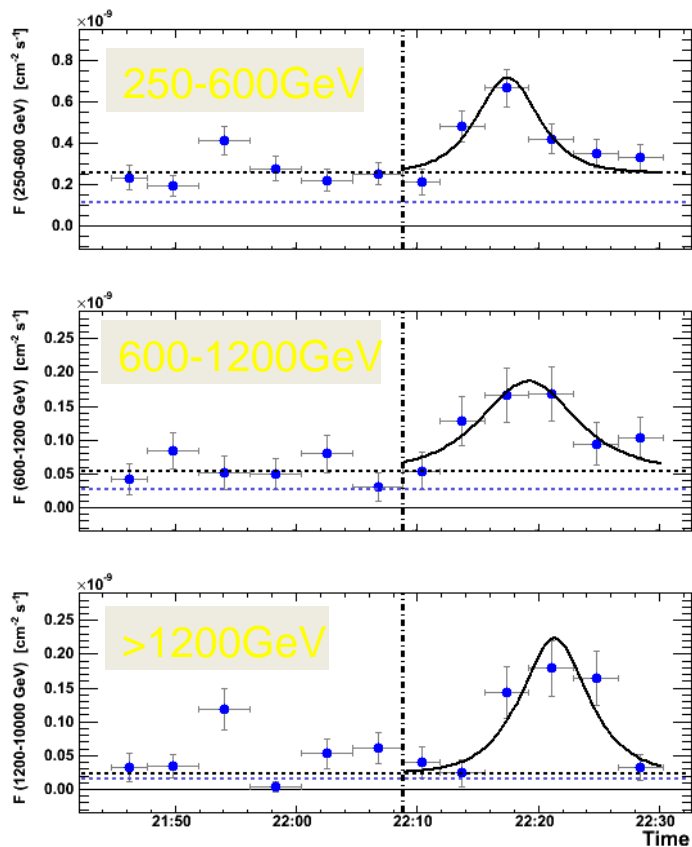 ×10⁻⁹
F (250-600 GeV) [cm⁻² s⁻¹]
250-600GeV
0.8
0.6
0.4
0.2
0.0
×10⁻⁹
F (600-1200 GeV) [cm⁻² s⁻¹]
600-1200GeV
0.25
0.20
0.15
0.10
0.05
0.00
×10⁻⁹
F (1200-10000 GeV) [cm⁻² s⁻¹]
>1200GeV
0.25
0.20
0.15
0.10
0.05
0.00
21:50 22:00 22:10 22:20 22:30
Time